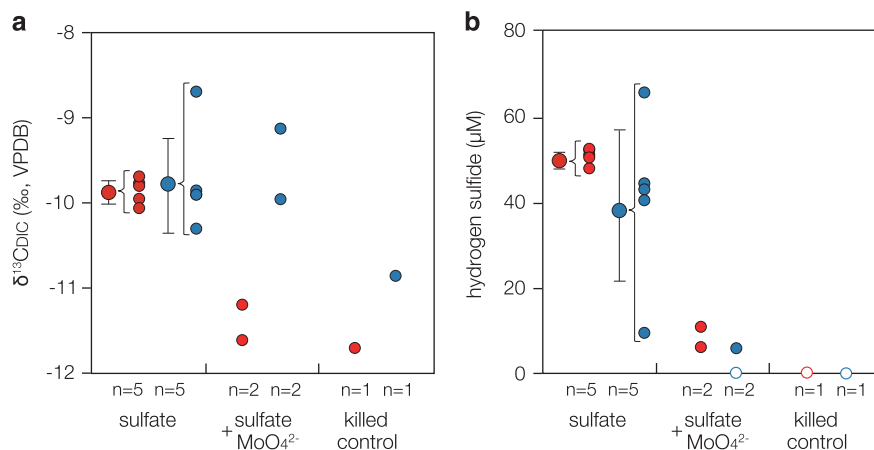 a
δ¹³CDIC (‰, VPDB)
-8
-9
-10
-11
-12
n=5 n=5 n=2 n=2 n=1 n=1
sulfate
+ sulfate
MoO₄²⁻
killed
control
b
hydrogen sulfide (µM)
80
60
40
20
0
n=5 n=5 n=2 n=2 n=1 n=1
sulfate
+ sulfate
MoO₄²⁻
killed
control